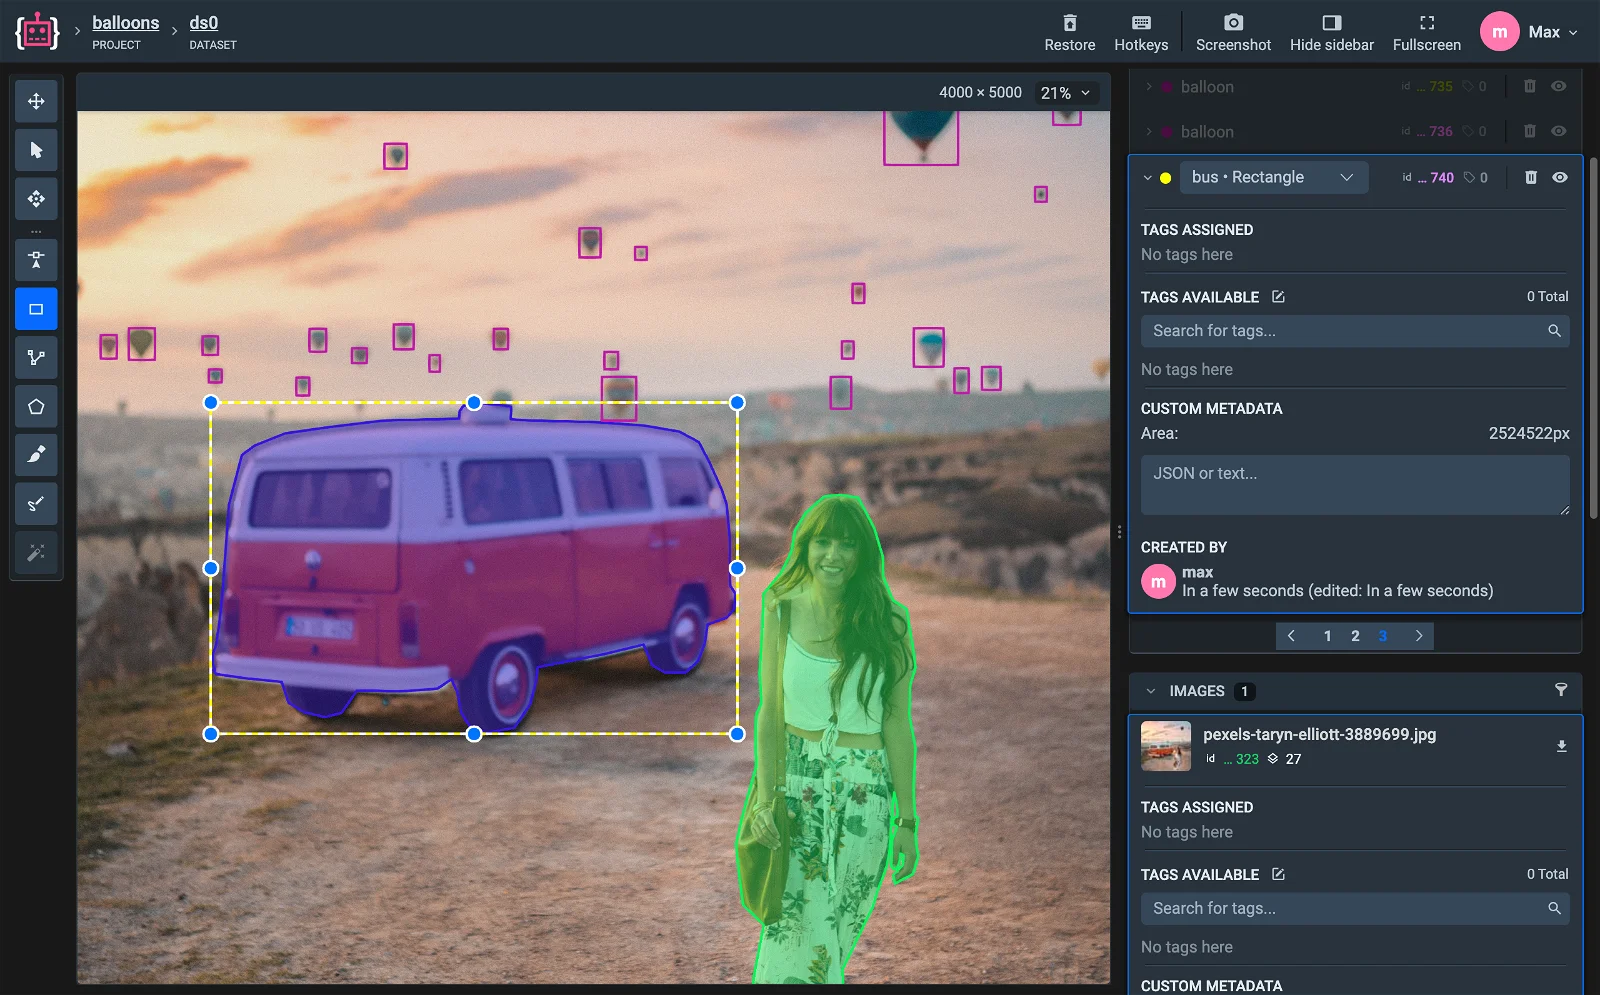 balloons
PROJECT
ds0
DATASET
Restore
Hotkeys
Screenshot
Hide sidebar
Fullscreen
m
Max
4000 × 5000
21%
balloon
id ... 735
0
balloon
id ... 736
0
bus • Rectangle
id ... 740
0
TAGS ASSIGNED
No tags here
TAGS AVAILABLE
0 Total
Search for tags...
No tags here
CUSTOM METADATA
Area:
2524522px
JSON or text...
CREATED BY
m
max
In a few seconds (edited: In a few seconds)
1 2 3
IMAGES 1
pexels-taryn-elliott-3889699.jpg
id ... 323 27
TAGS ASSIGNED
No tags here
TAGS AVAILABLE
0 Total
Search for tags...
No tags here
CUSTOM METADATA